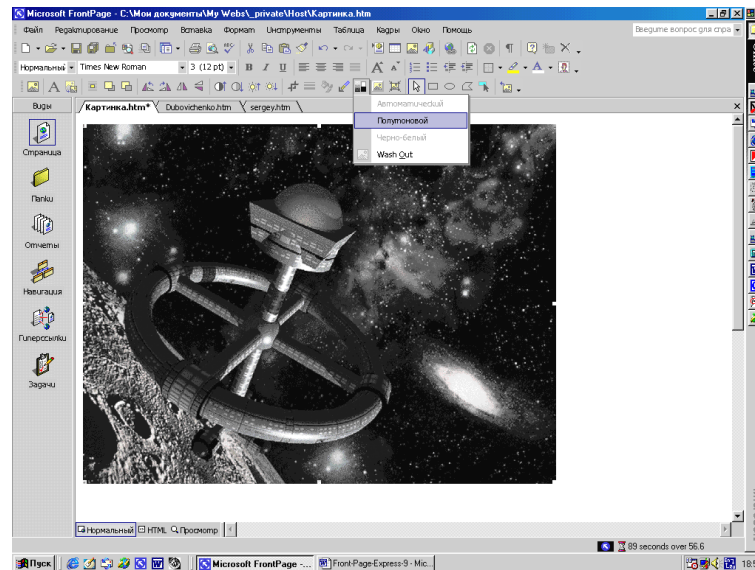 Microsoft FrontPage - C:\Мои документы\My Webs\_private\Host\Картинка.htm
Файл Редактирование Просмотр Вставка Формат Инструменты Таблица Кадры Окно Помощь Введите вопрос для спра
Нормальный Times New Roman 3 (12 pt) Ж К Ч
Виды Картинка.htm* Dubovichenko.htm sergey.htm
Автоматический
Полутоновой
Черно-белый
Wash Out
Страница
Папки
Отчеты
Навигация
Гиперссылки
Задачи
Нормальный HTML Просмотр
89 seconds over 56.6
Пуск Microsoft FrontPage -... Front-Page-Express-9 - Mic...